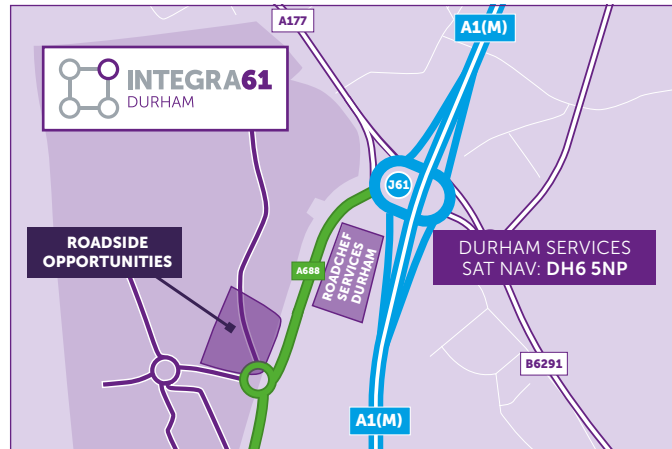 A177
A1(M)
INTEGRA61
DURHAM
J61
ROADSIDE
OPPORTUNITIES
A688
ROADCHEF
SERVICES
DURHAM
DURHAM SERVICES
SAT NAV: DH6 5NP
B6291
A1(M)